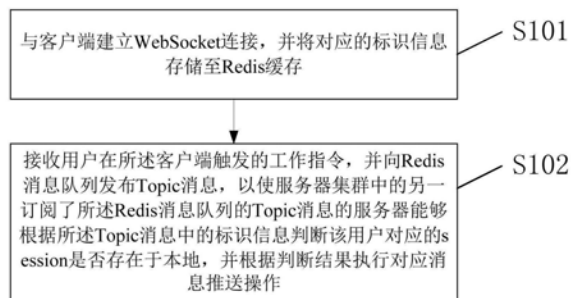 与客户端建立WebSocket连接，并将对应的标识信息
存储至Redis缓存
S101
接收用户在所述客户端触发的工作指令，并向Redis
消息队列发布Topic消息，以使服务器集群中的另一
订阅了所述Redis消息队列的Topic消息的服务器能够
根据所述Topic消息中的标识信息判断该用户对应的s
ession是否存在于本地，并根据判断结果执行对应消
息推送操作
S102